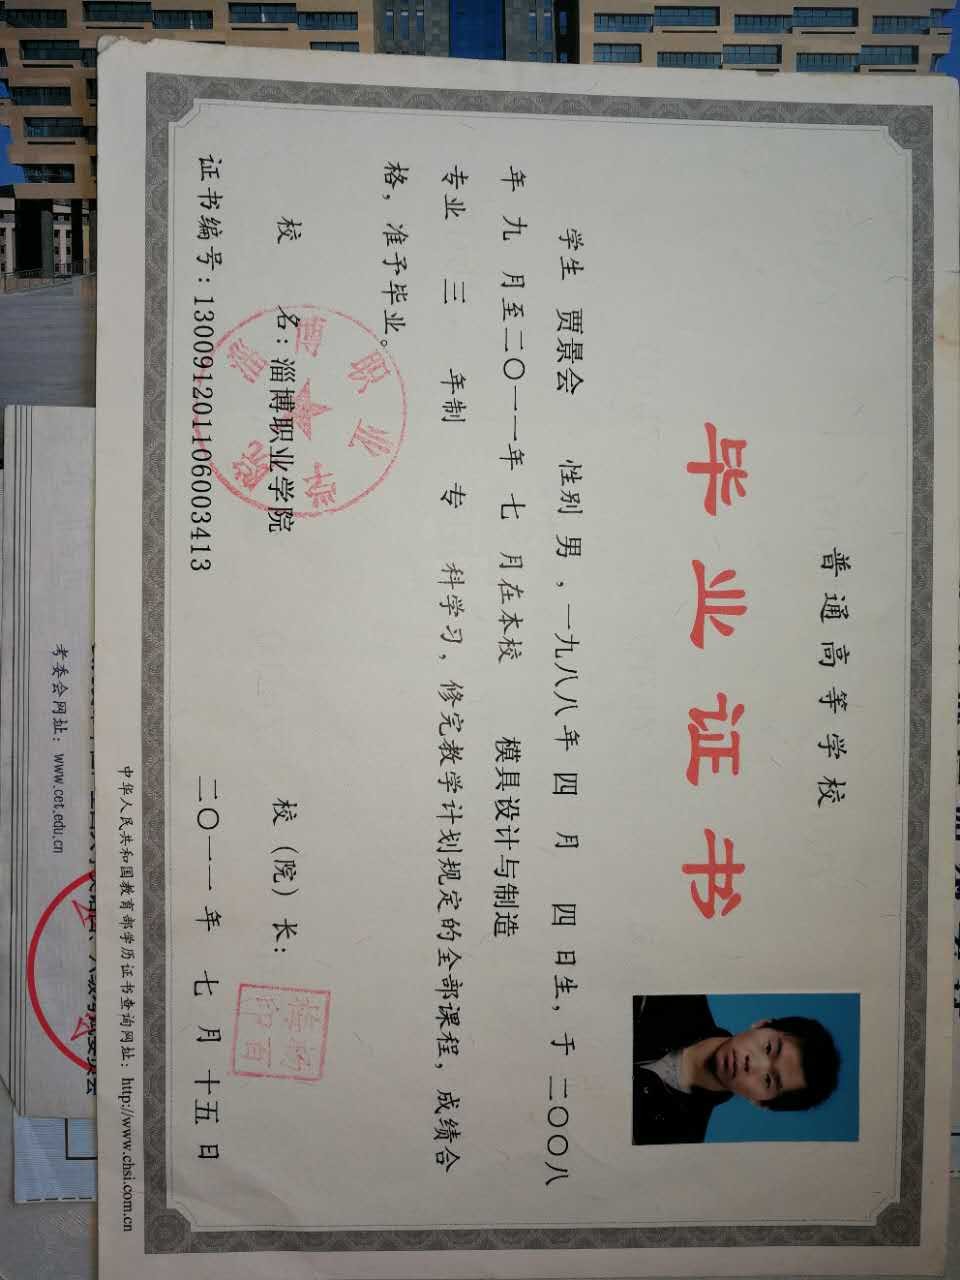 普通高等学校
毕业证书
学生 贾景会 性别 男，一九八八年 四 月 四 日生，于 二〇〇八
年 九 月至二〇一一年 七 月在本校 模具设计与制造
专业 三 年制 专 科学习，修完教学计划规定的全部课程，成绩合
格，准予毕业。
校 名：淄博职业学院
校（院）长：
证书编号：130091201106003413
二〇一一年 七 月 十五 日
中华人民共和国教育部学历证书查询网址：http://www.chsi.com.cn
考委会网址：www.cet.edu.cn